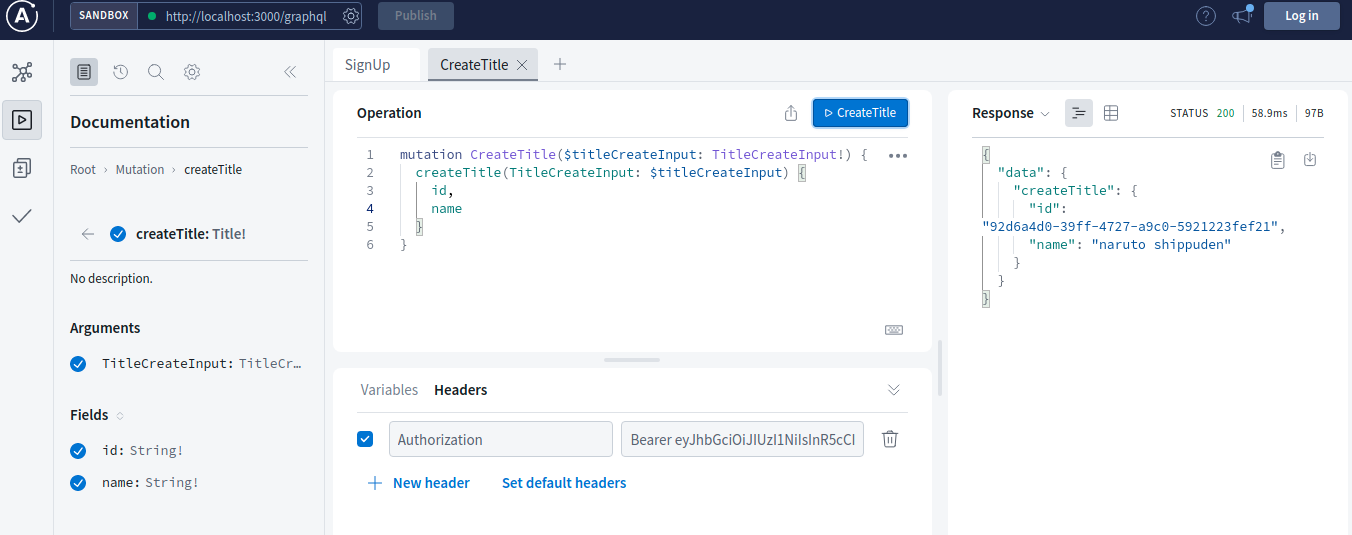 SANDBOX http://localhost:3000/graphql Publish Log in
SignUp CreateTitle
Documentation
Root › Mutation › createTitle
createTitle: Title!
No description.
Arguments
TitleCreateInput: TitleCr…
Fields
id: String!
name: String!
Operation CreateTitle
1 mutation CreateTitle($titleCreateInput: TitleCreateInput!) {
2 createTitle(TitleCreateInput: $titleCreateInput) {
3 id,
4 name
5 }
6 }
Variables Headers
Authorization Bearer eyJhbGciOiJIUzI1NiIsInR5cCI
New header Set default headers
Response STATUS 200 58.9ms 97B
{
"data": {
"createTitle": {
"id":
"92d6a4d0-39ff-4727-a9c0-5921223fef21",
"name": "naruto shippuden"
}
}
}